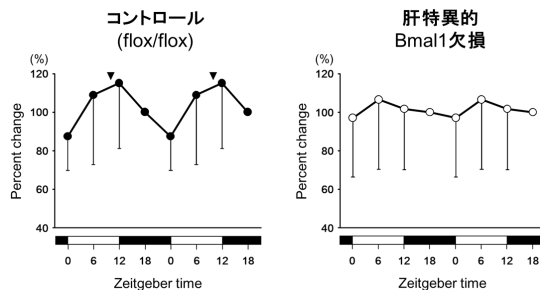 コントロール
(flox/flox)
(%)
120
100
80
60
40
Percent change
0 6 12 18 0 6 12 18
Zeitgeber time
肝特異的
Bmal1欠損
(%)
120
100
80
60
40
Percent change
0 6 12 18 0 6 12 18
Zeitgeber time